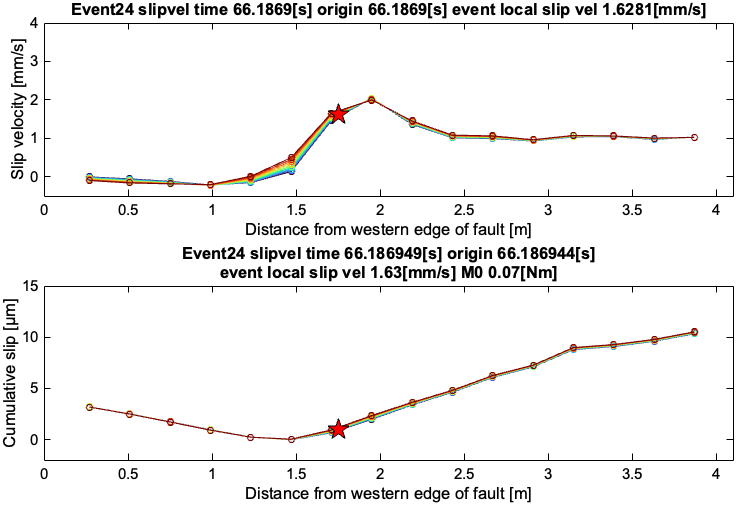 Event24 slipvel time 66.1869[s] origin 66.1869[s] event local slip vel 1.6281[mm/s]
4
3
2
1
0
Slip velocity [mm/s]
0 0.5 1 1.5 2 2.5 3 3.5 4
Distance from western edge of fault [m]
Event24 slipvel time 66.186949[s] origin 66.186944[s]
event local slip vel 1.63[mm/s] M0 0.07[Nm]
15
10
5
0
Cumulative slip [µm]
0 0.5 1 1.5 2 2.5 3 3.5 4
Distance from western edge of fault [m]